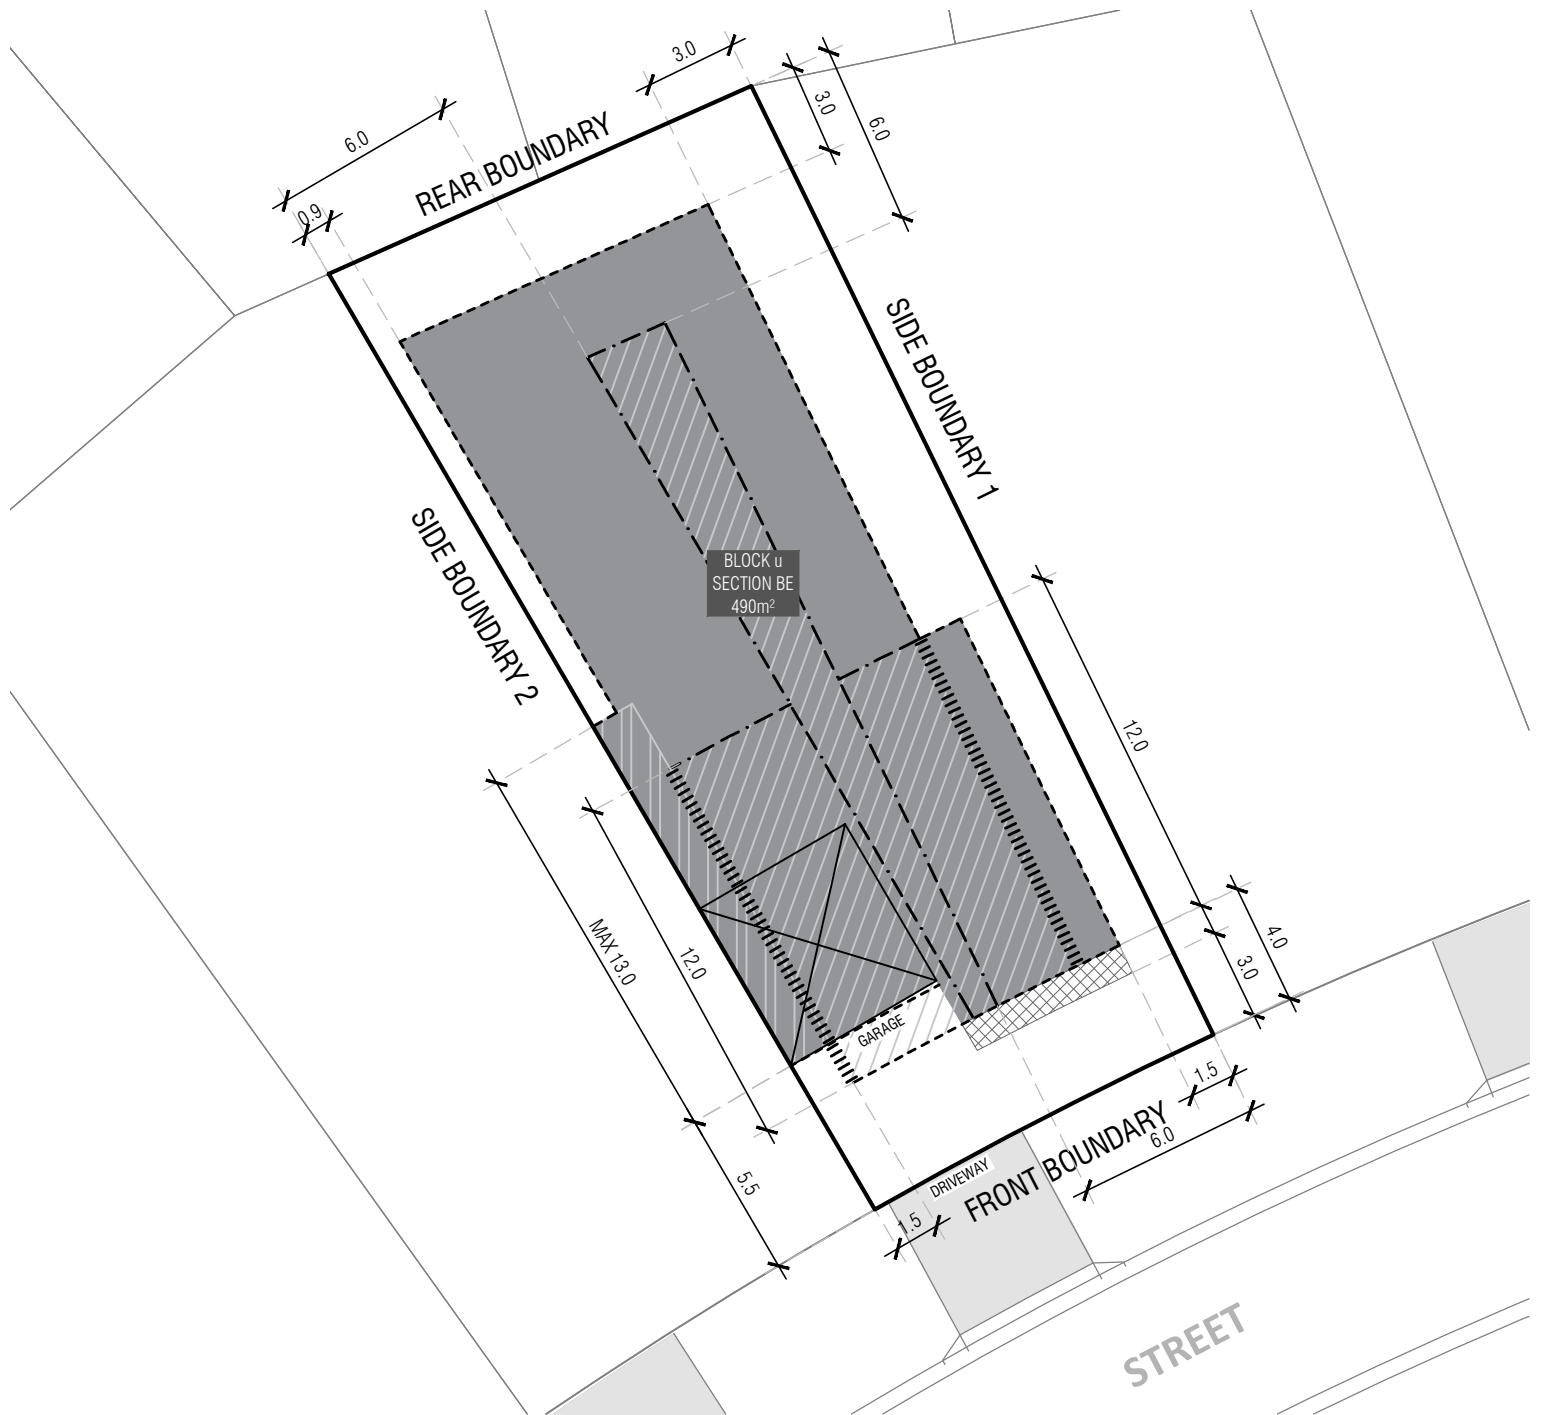 3.0
3.0
6.0
6.0
REAR BOUNDARY
0.9
SIDE BOUNDARY 1
SIDE BOUNDARY 2
BLOCK u
SECTION BE
490m²
12.0
MAX 13.0
12.0
4.0
3.0
GARAGE
1.5
6.0
5.5
DRIVEWAY
FRONT BOUNDARY
1.5
STREET